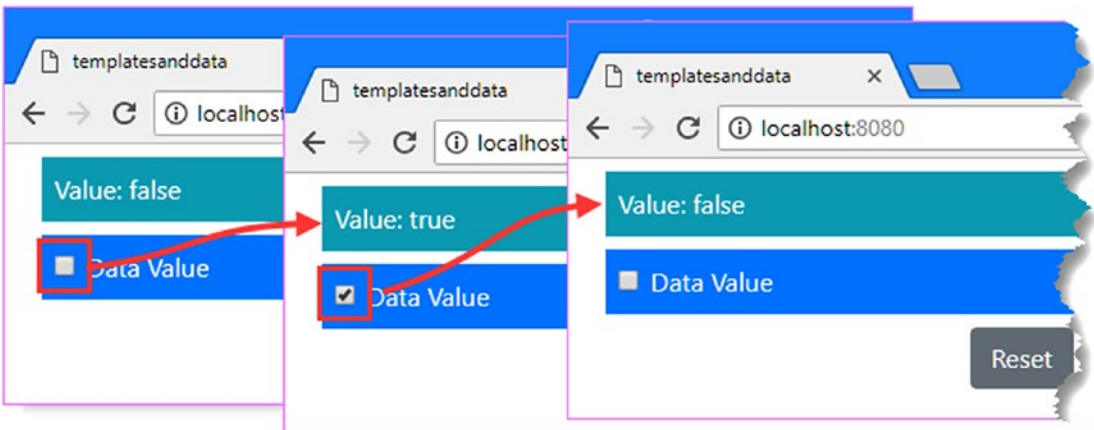 templatesanddata
localhost
Value: false
Data Value
templatesanddata
localhost
Value: true
Data Value
templatesanddata
localhost:8080
Value: false
Data Value
Reset